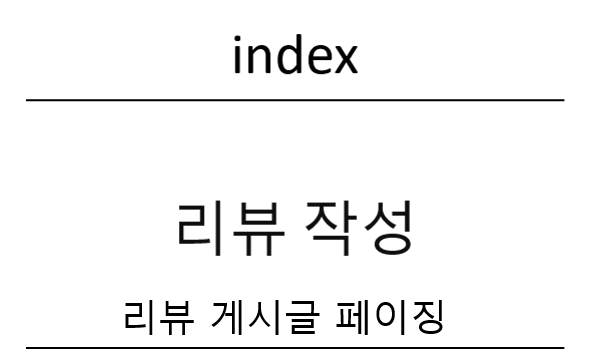 index
리뷰 작성
리뷰 게시글 페이징